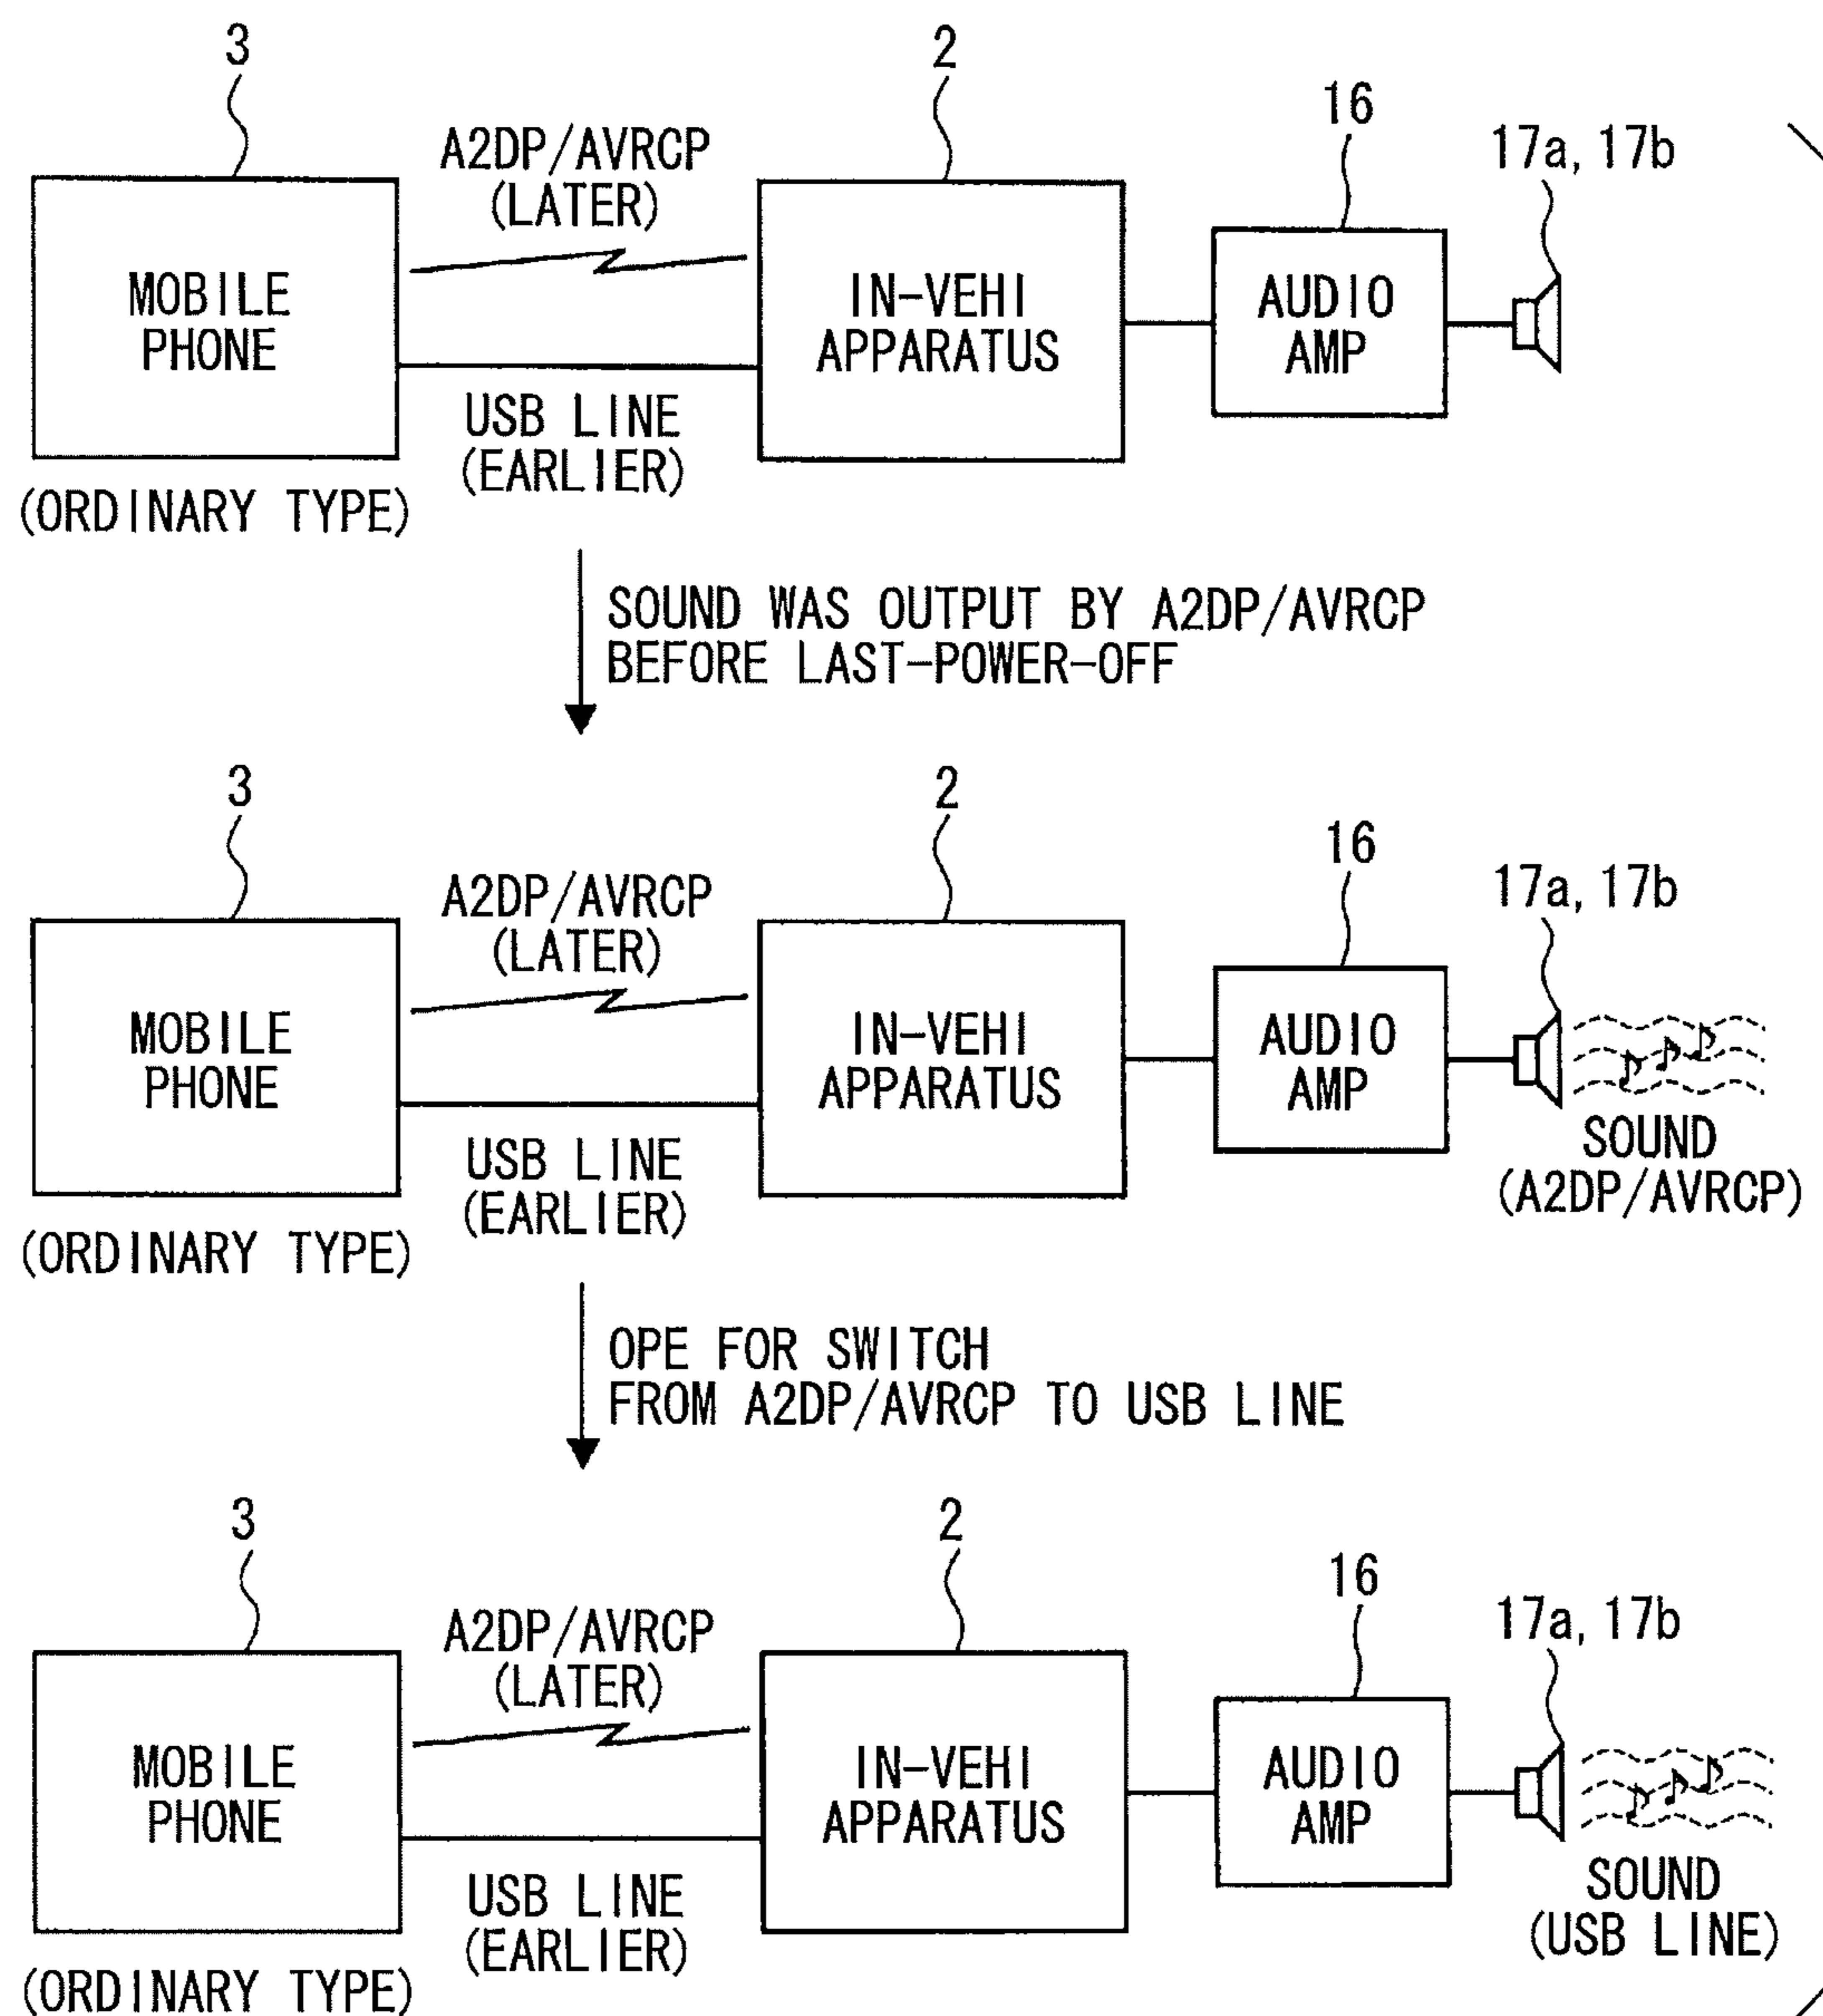 3
2
16
17a, 17b
A2DP/AVRCP
(LATER)
MOBILE
PHONE
IN-VEHI
APPARATUS
AUDIO
AMP
USB LINE
(EARLIER)
(ORDINARY TYPE)
SOUND WAS OUTPUT BY A2DP/AVRCP
BEFORE LAST-POWER-OFF
3
2
16
17a, 17b
A2DP/AVRCP
(LATER)
MOBILE
PHONE
IN-VEHI
APPARATUS
AUDIO
AMP
SOUND
(A2DP/AVRCP)
USB LINE
(EARLIER)
(ORDINARY TYPE)
OPE FOR SWITCH
FROM A2DP/AVRCP TO USB LINE
3
2
16
17a, 17b
A2DP/AVRCP
(LATER)
MOBILE
PHONE
IN-VEHI
APPARATUS
AUDIO
AMP
SOUND
(USB LINE)
USB LINE
(EARLIER)
(ORDINARY TYPE)